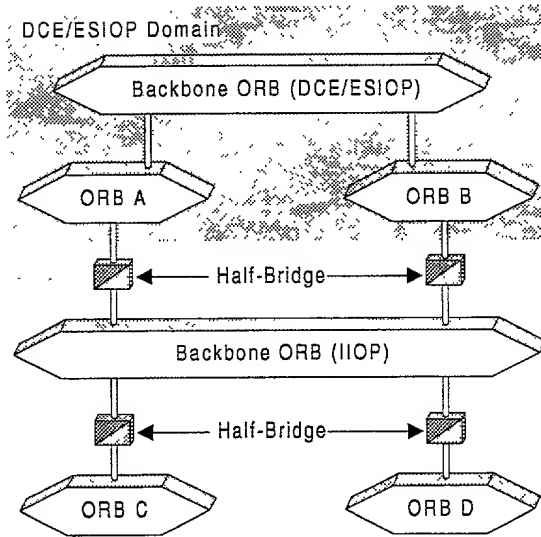 DCE/ESIOP Domain
Backbone ORB (DCE/ESIOP)
ORB A
ORB B
Half-Bridge
Backbone ORB (IIOP)
Half-Bridge
ORB C
ORB D